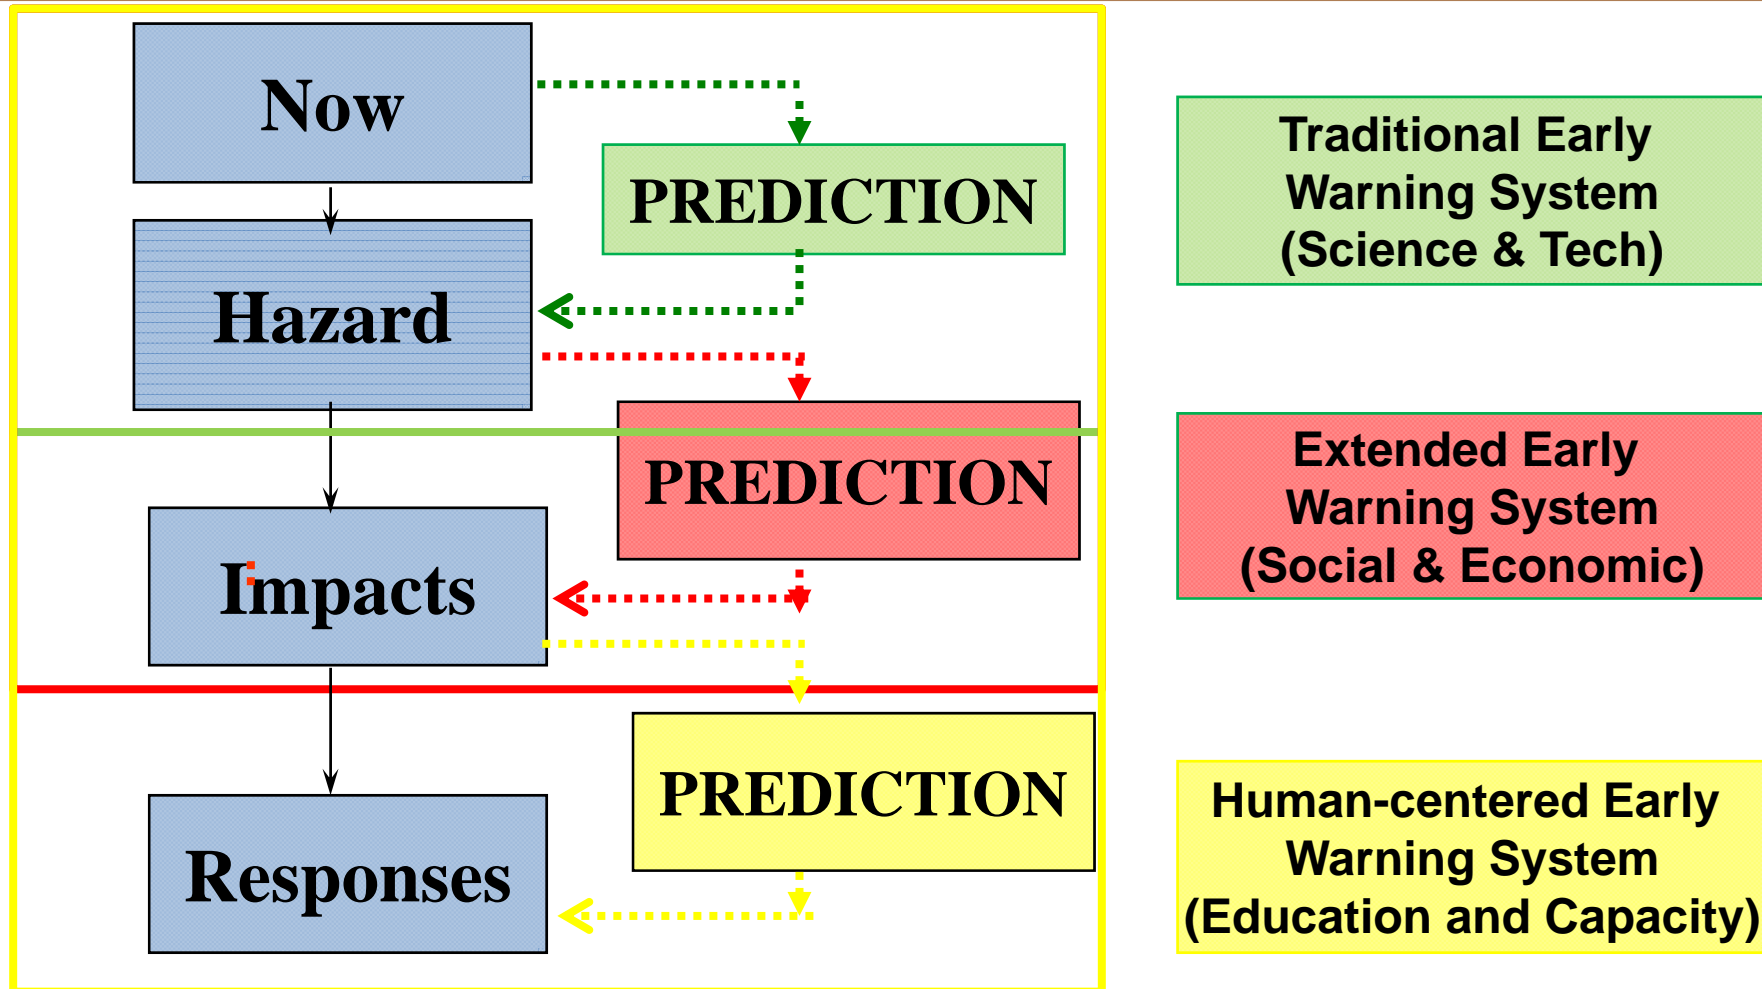 Now
PREDICTION
Hazard
PREDICTION
Impacts
PREDICTION
Responses
Traditional Early
Warning System
(Science & Tech)
Extended Early
Warning System
(Social & Economic)
Human-centered Early
Warning System
(Education and Capacity)